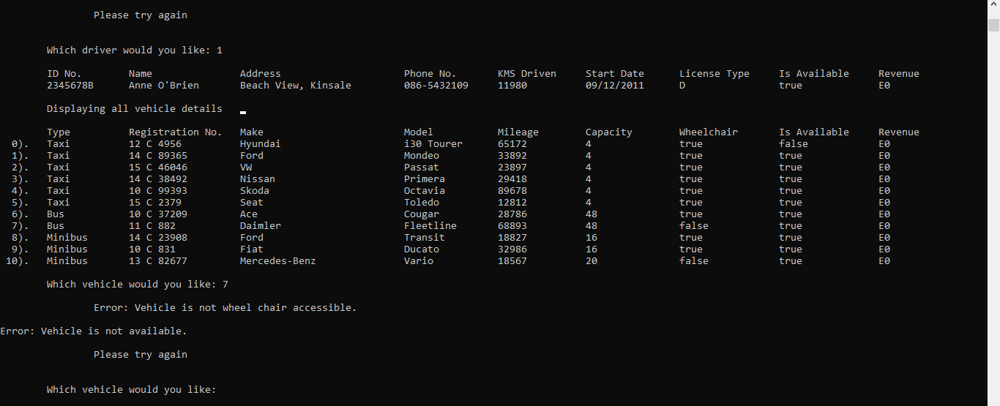 Please try again
Which driver would you like: 1
ID No. Name Address Phone No. KMS Driven Start Date License Type Is Available Revenue
2345678B Anne O'Brien Beach View, Kinsale 086-5432109 11980 09/12/2011 D true E0
Displaying all vehicle details
Type Registration No. Make Model Mileage Capacity Wheelchair Is Available Revenue
0). Taxi 12 C 4956 Hyundai i30 Tourer 65172 4 true false E0
1). Taxi 14 C 89365 Ford Mondeo 33892 4 true true E0
2). Taxi 15 C 46046 VW Passat 23897 4 true true E0
3). Taxi 14 C 38492 Nissan Primera 29418 4 true true E0
4). Taxi 10 C 99393 Skoda Octavia 89678 4 true true E0
5). Taxi 15 C 2379 Seat Toledo 12812 4 true true E0
6). Bus 10 C 37209 Ace Cougar 28786 48 true true E0
7). Bus 11 C 882 Daimler Fleetline 68893 48 false true E0
8). Minibus 14 C 23908 Ford Transit 18827 16 true true E0
9). Minibus 10 C 831 Fiat Ducato 32986 16 true true E0
10). Minibus 13 C 82677 Mercedes-Benz Vario 18567 20 false true E0
Which vehicle would you like: 7
Error: Vehicle is not wheel chair accessible.
Error: Vehicle is not available.
Please try again
Which vehicle would you like: